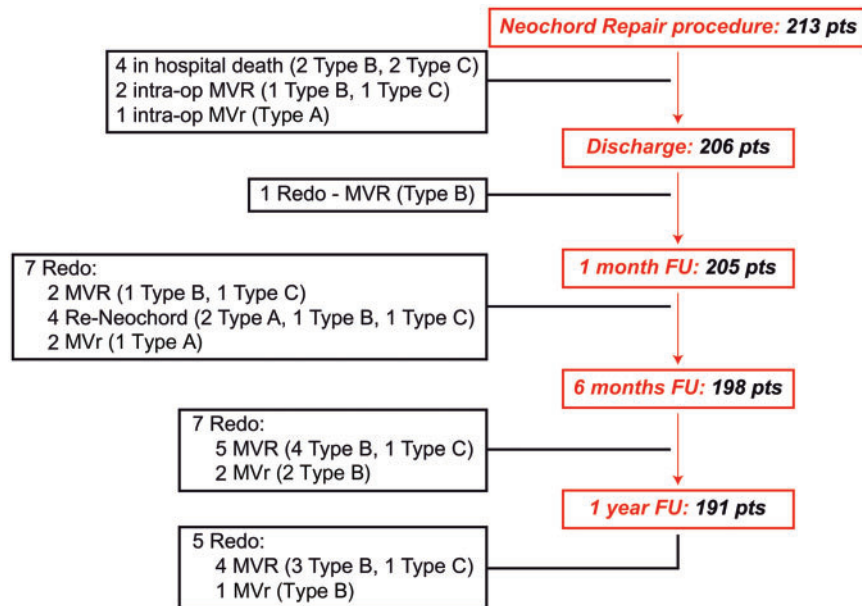 Neochord Repair procedure: 213 pts
4 in hospital death (2 Type B, 2 Type C)
2 intra-op MVR (1 Type B, 1 Type C)
1 intra-op MVr (Type A)
Discharge: 206 pts
1 Redo - MVR (Type B)
1 month FU: 205 pts
7 Redo:
2 MVR (1 Type B, 1 Type C)
4 Re-Neochord (2 Type A, 1 Type B, 1 Type C)
2 MVr (1 Type A)
6 months FU: 198 pts
7 Redo:
5 MVR (4 Type B, 1 Type C)
2 MVr (2 Type B)
1 year FU: 191 pts
5 Redo:
4 MVR (3 Type B, 1 Type C)
1 MVr (Type B)